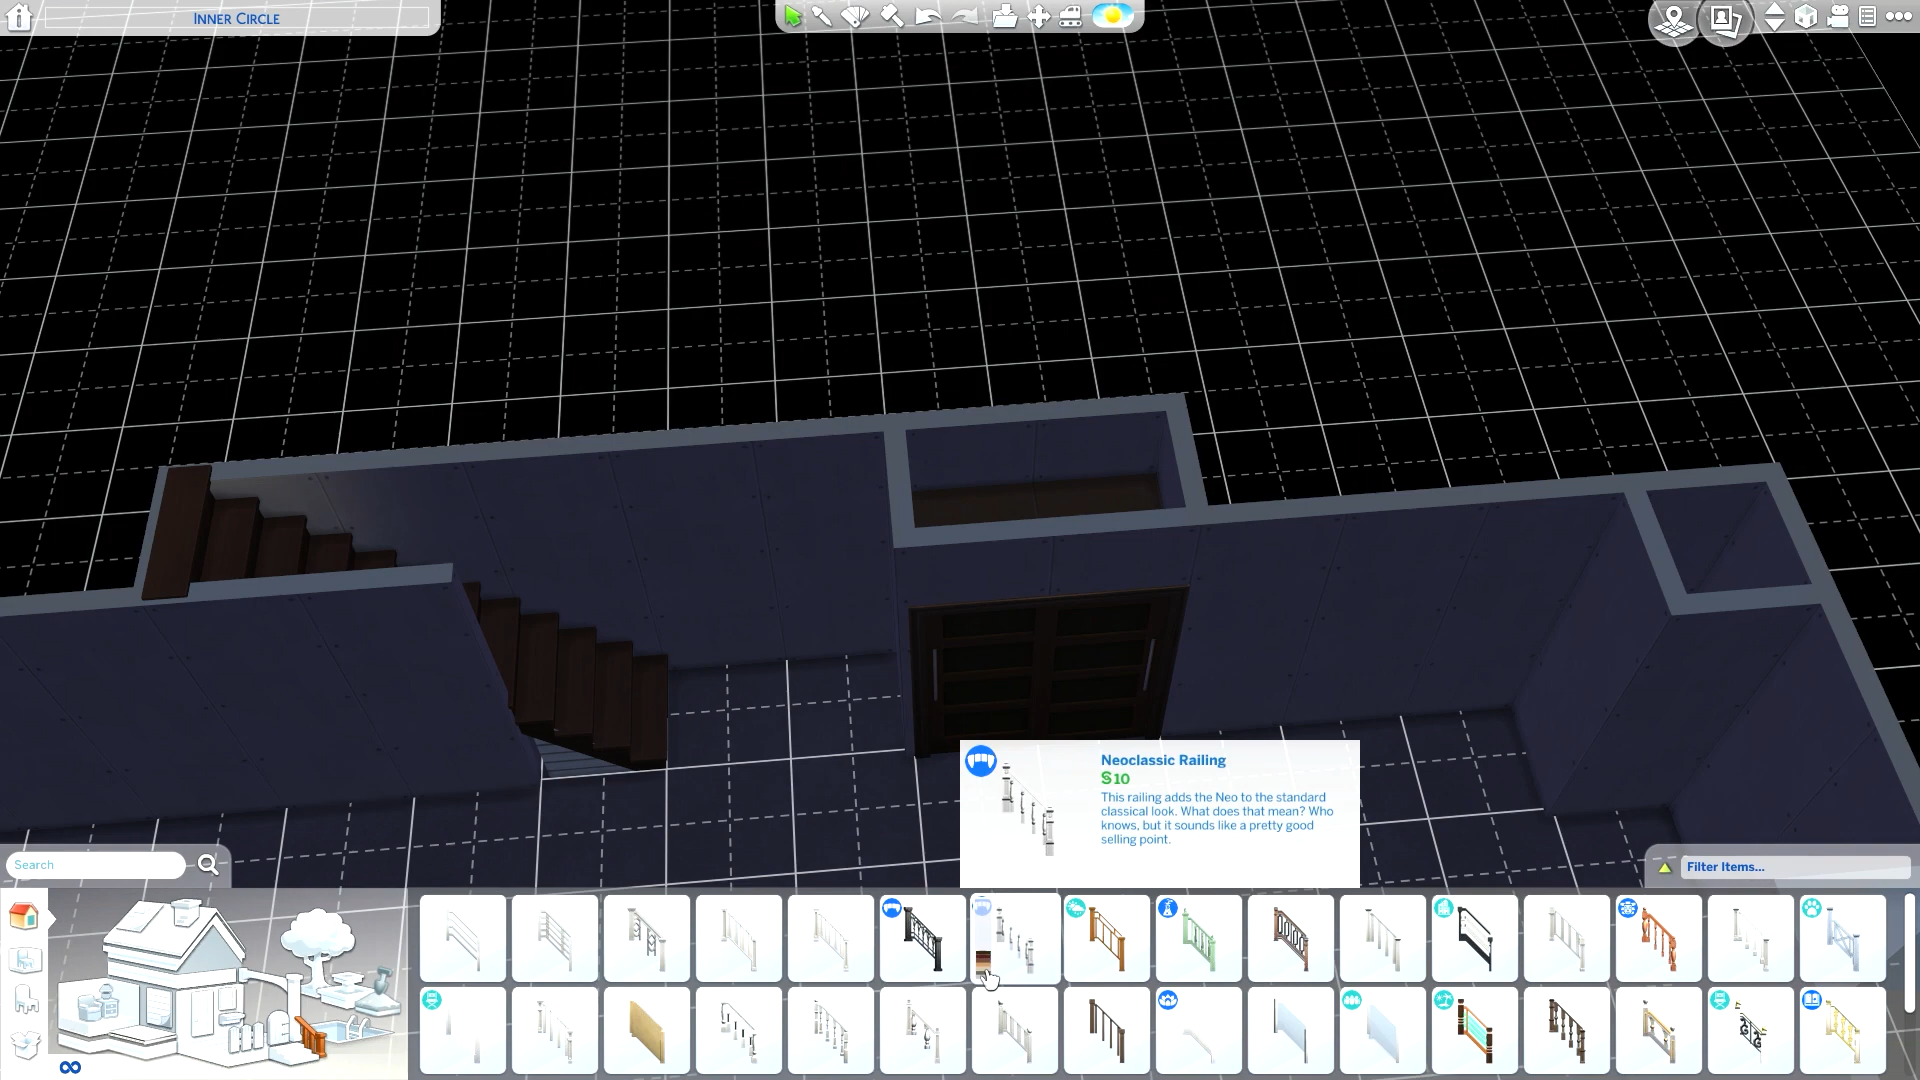 INNER CIRCLE
Neoclassic Railing
§10
This railing adds the Neo to the standard
classical look. What does that mean? Who
knows, but it sounds like a pretty good
selling point.
Search
Filter Items...